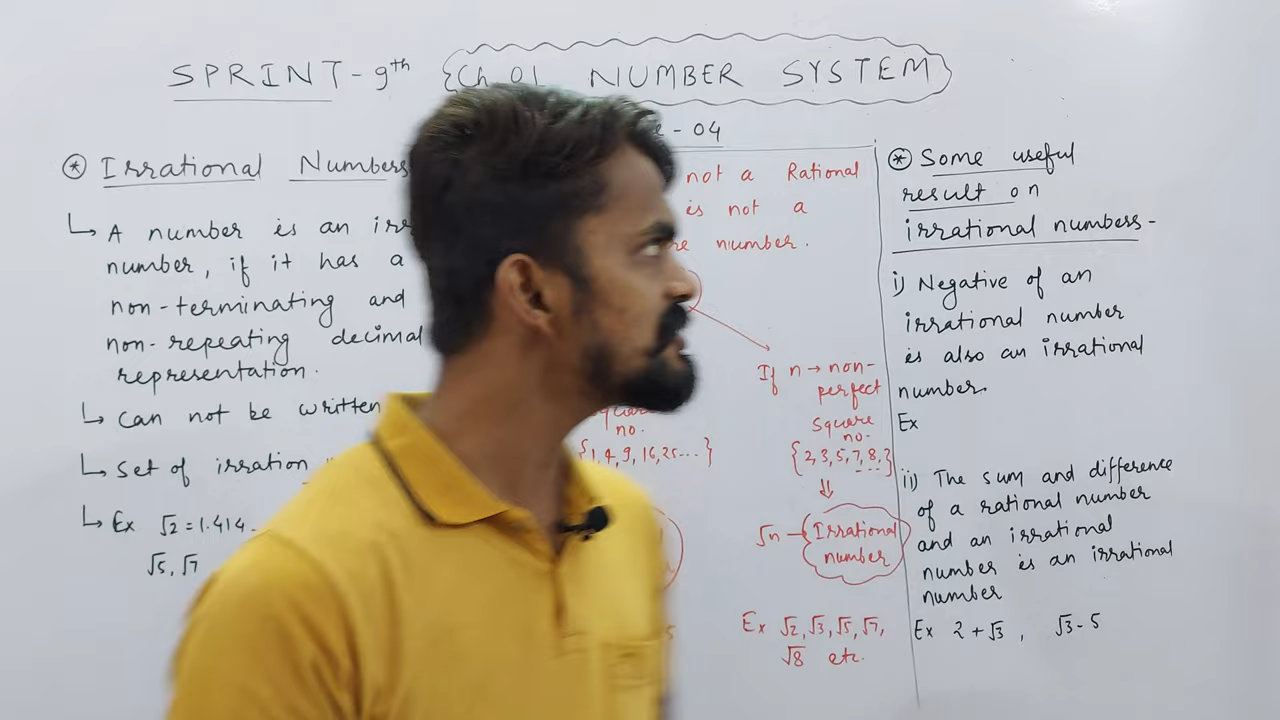 SPRINT-9th {Ch-01 NUMBER SYSTEM
- 04
⊛ Irrational Numbers
↳ A number is an irr
number, if it has a
non-terminating and
non-repeating decimal
representation.
↳ Can not be written
↳ Set of irration
↳ Ex √2=1.414-
√5, √7
not a Rational
is not a
number.
If n → non-
perfect
square
no.
{2,3,5,7,8,}
---
⇓
√n → Irrational
number
Ex √2, √3, √5, √7,
√8 etc.
square
no.
{1,4,9,16,25---}
⊛ Some useful
result on
irrational numbers-
i) Negative of an
irrational number
is also an irrational
number.
Ex
ii) The sum and difference
of a rational number
and an irrational
number is an irrational
number
Ex 2+√3 , √3-5